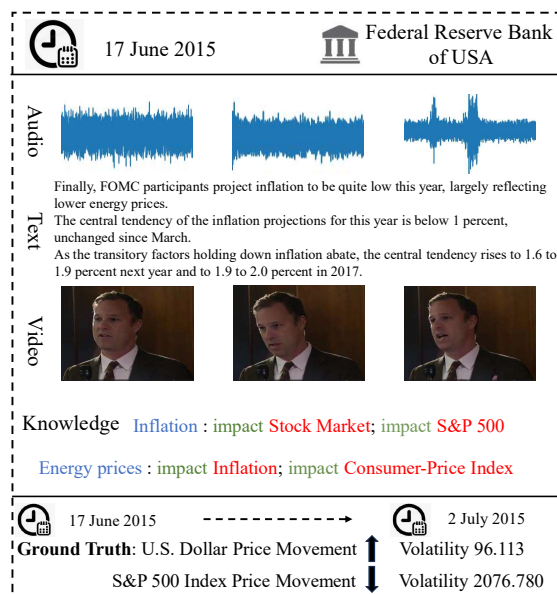 17 June 2015
Federal Reserve Bank
of USA
Audio
Text
Finally, FOMC participants project inflation to be quite low this year, largely reflecting
lower energy prices.
The central tendency of the inflation projections for this year is below 1 percent,
unchanged since March.
As the transitory factors holding down inflation abate, the central tendency rises to 1.6 to
1.9 percent next year and to 1.9 to 2.0 percent in 2017.
Video
Knowledge Inflation : impact Stock Market; impact S&P 500
Energy prices : impact Inflation; impact Consumer-Price Index
17 June 2015
2 July 2015
Ground Truth: U.S. Dollar Price Movement Volatility 96.113
S&P 500 Index Price Movement Volatility 2076.780